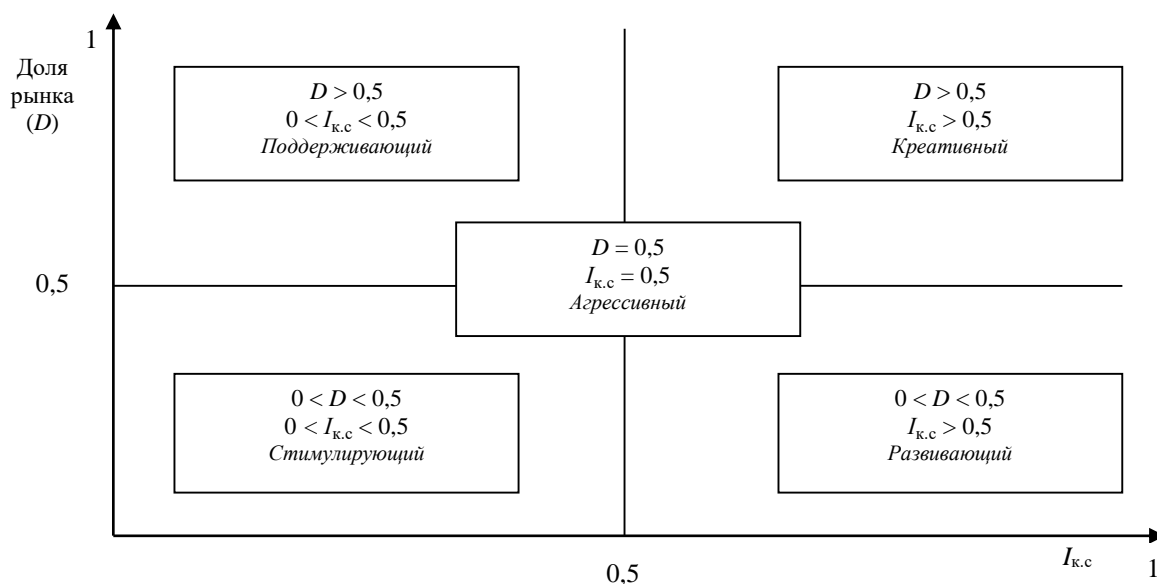 1
Доля
рынка
(D)
D > 0,5
0 < Iк.с < 0,5
Поддерживающий
D > 0,5
Iк.с > 0,5
Креативный
D = 0,5
Iк.с = 0,5
Агрессивный
0,5
0 < D < 0,5
0 < Iк.с < 0,5
Стимулирующий
0 < D < 0,5
Iк.с > 0,5
Развивающий
0,5
Iк.с
1